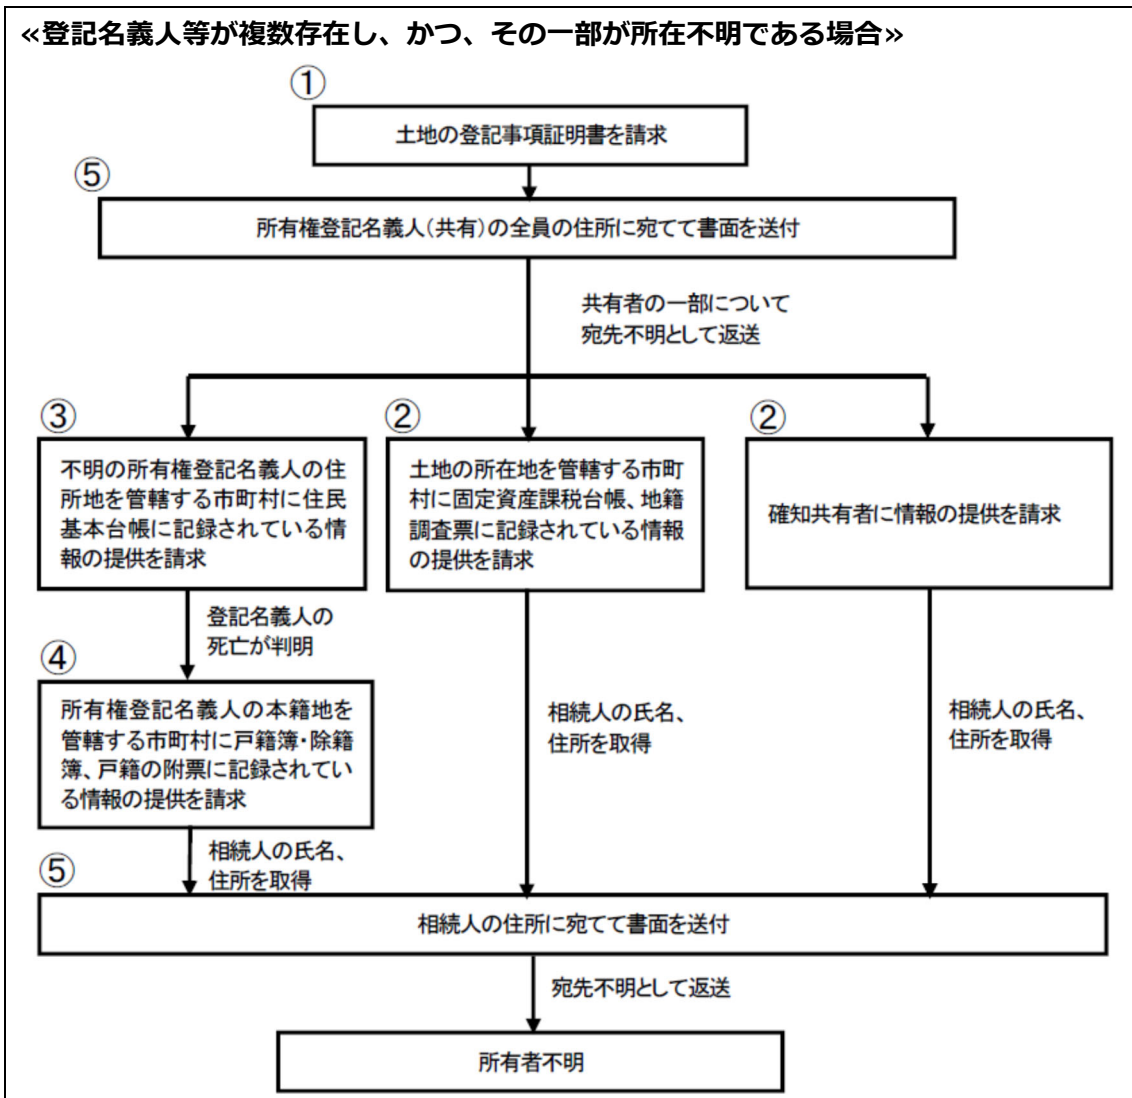 ≪登記名義人等が複数存在し、かつ、その一部が所在不明である場合≫
①
土地の登記事項証明書を請求
⑤
所有権登記名義人(共有)の全員の住所に宛てて書面を送付
共有者の一部について
宛先不明として返送
③
不明の所有権登記名義人の住
所地を管轄する市町村に住民
基本台帳に記録されている情
報の提供を請求
②
土地の所在地を管轄する市町
村に固定資産課税台帳、地籍
調査票に記録されている情報
の提供を請求
②
確知共有者に情報の提供を請求
登記名義人の
死亡が判明
④
所有権登記名義人の本籍地を
管轄する市町村に戸籍簿・除籍
簿、戸籍の附票に記録されてい
る情報の提供を請求
相続人の氏名、
住所を取得
相続人の氏名、
住所を取得
相続人の氏名、
住所を取得
⑤
相続人の住所に宛てて書面を送付
宛先不明として返送
所有者不明